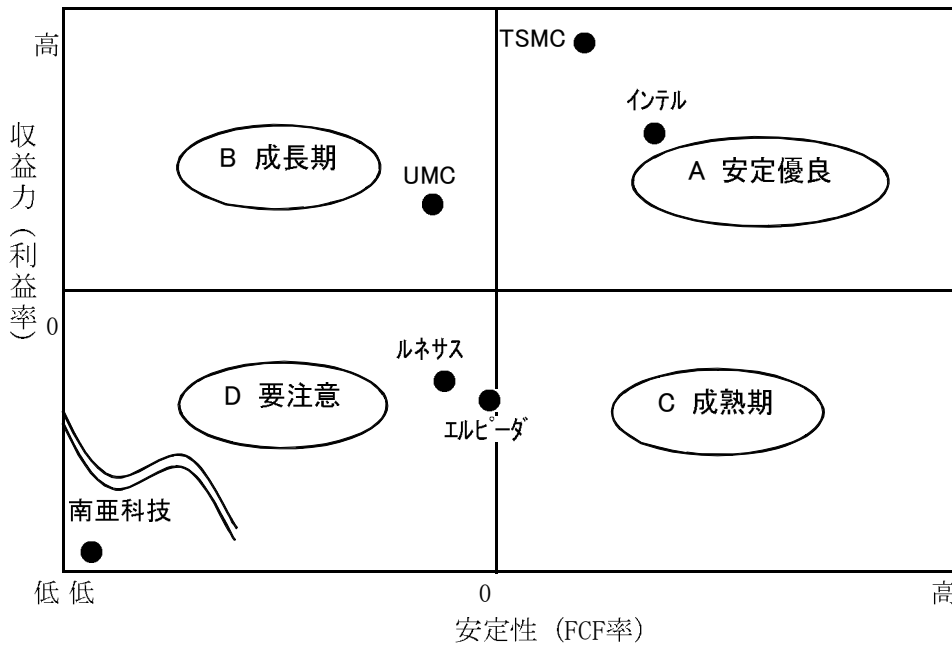 高
TSMC
インテル
B 成長期
A 安定優良
UMC
収益力(利益率)
0
ルネサス
D 要注意
C 成熟期
エルピーダ
南亜科技
低 低
0
高
安定性 (FCF率)